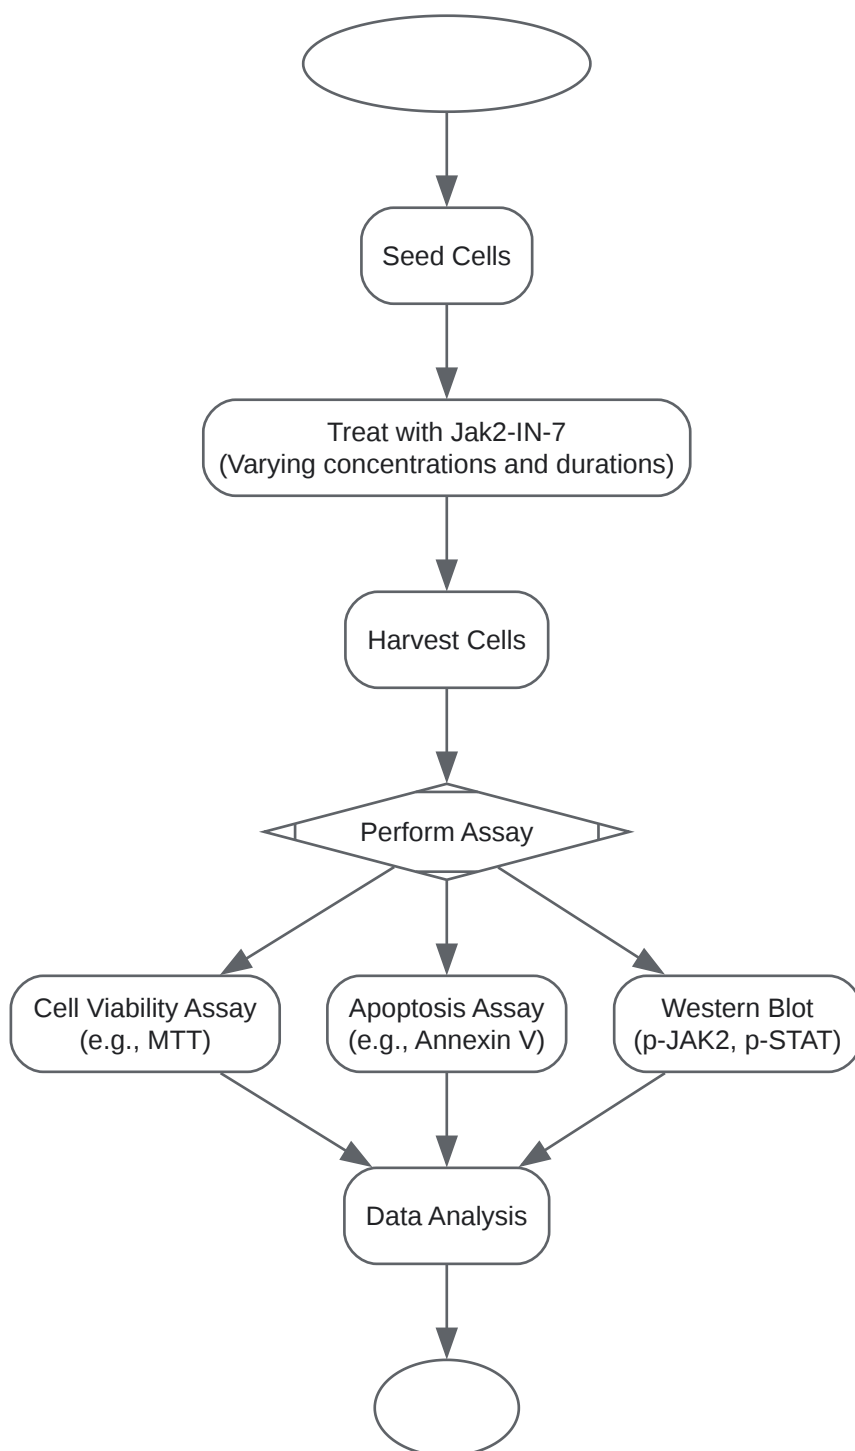 Seed Cells
Treat with Jak2-IN-7
(Varying concentrations and durations)
Harvest Cells
Perform Assay
Cell Viability Assay
(e.g., MTT)
Apoptosis Assay
(e.g., Annexin V)
Western Blot
(p-JAK2, p-STAT)
Data Analysis